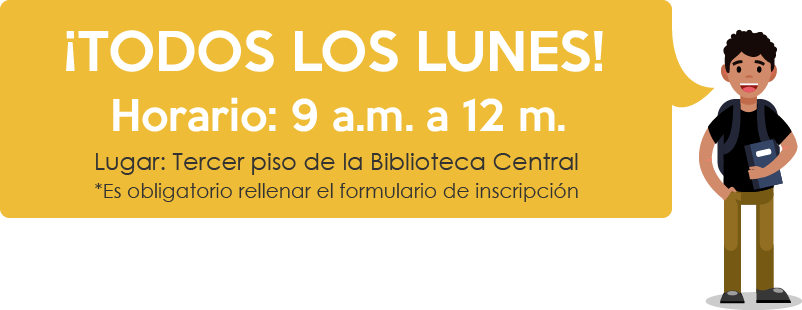 ¡TODOS LOS LUNES!
Horario: 9 a.m. a 12 m.
Lugar: Tercer piso de la Biblioteca Central
*Es obligatorio rellenar el formulario de inscripción